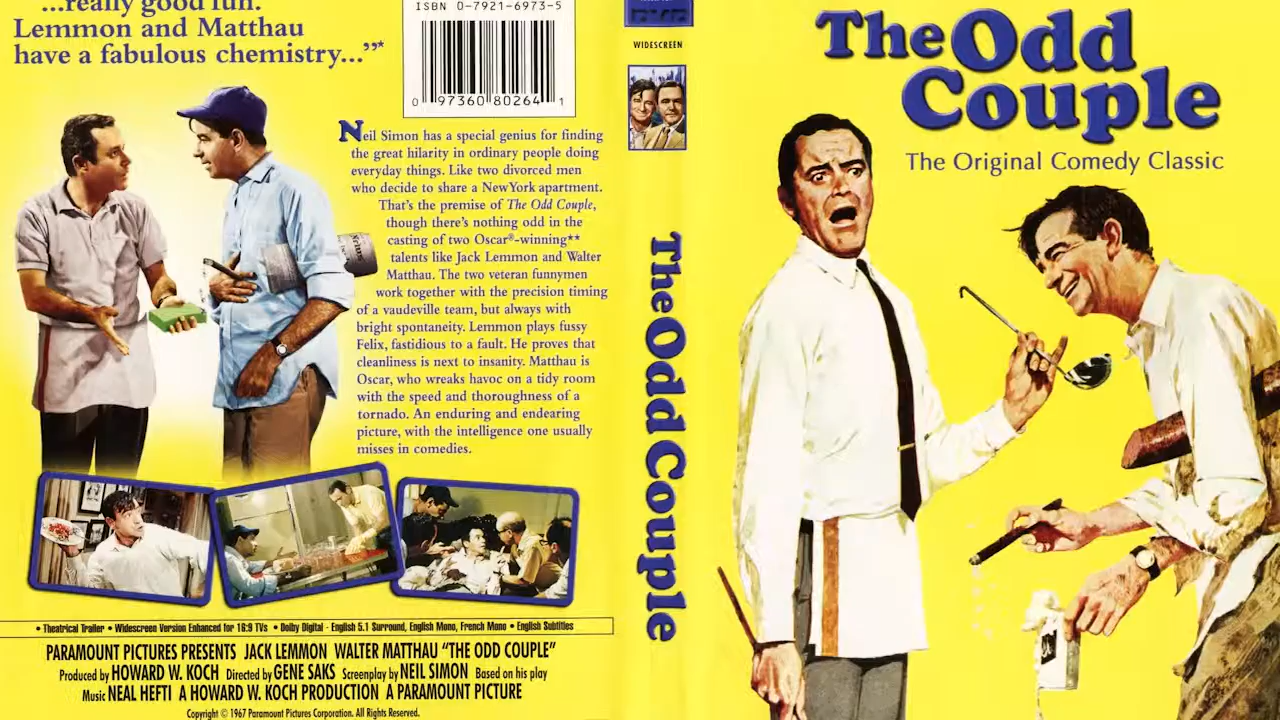 ...really good fun.
Lemmon and Matthau
have a fabulous chemistry...”*
ISBN 0-7921-6973-5
0 97360 80264 1
Neil Simon has a special genius for finding
the great hilarity in ordinary people doing
everyday things. Like two divorced men
who decide to share a New York apartment.
That's the premise of The Odd Couple,
though there's nothing odd in the
casting of two Oscar®-winning**
talents like Jack Lemmon and Walter
Matthau. The two veteran funnymen
work together with the precision timing
of a vaudeville team, but always with
bright spontaneity. Lemmon plays fussy
Felix, fastidious to a fault. He proves that
cleanliness is next to insanity. Matthau is
Oscar, who wreaks havoc on a tidy room
with the speed and thoroughness of a
tornado. An enduring and endearing
picture, with the intelligence one usually
misses in comedies.
• Theatrical Trailer • Widescreen Version Enhanced for 16:9 TVs • Dolby Digital - English 5.1 Surround, English Mono, French Mono • English Subtitles
PARAMOUNT PICTURES PRESENTS JACK LEMMON WALTER MATTHAU “THE ODD COUPLE”
Produced by HOWARD W. KOCH Directed by GENE SAKS Screenplay by NEIL SIMON Based on his play
Music NEAL HEFTI A HOWARD W. KOCH PRODUCTION A PARAMOUNT PICTURE
Copyright © 1967 Paramount Pictures Corporation. All Rights Reserved.
WIDESCREEN
The Odd Couple
The Odd
Couple
The Original Comedy Classic